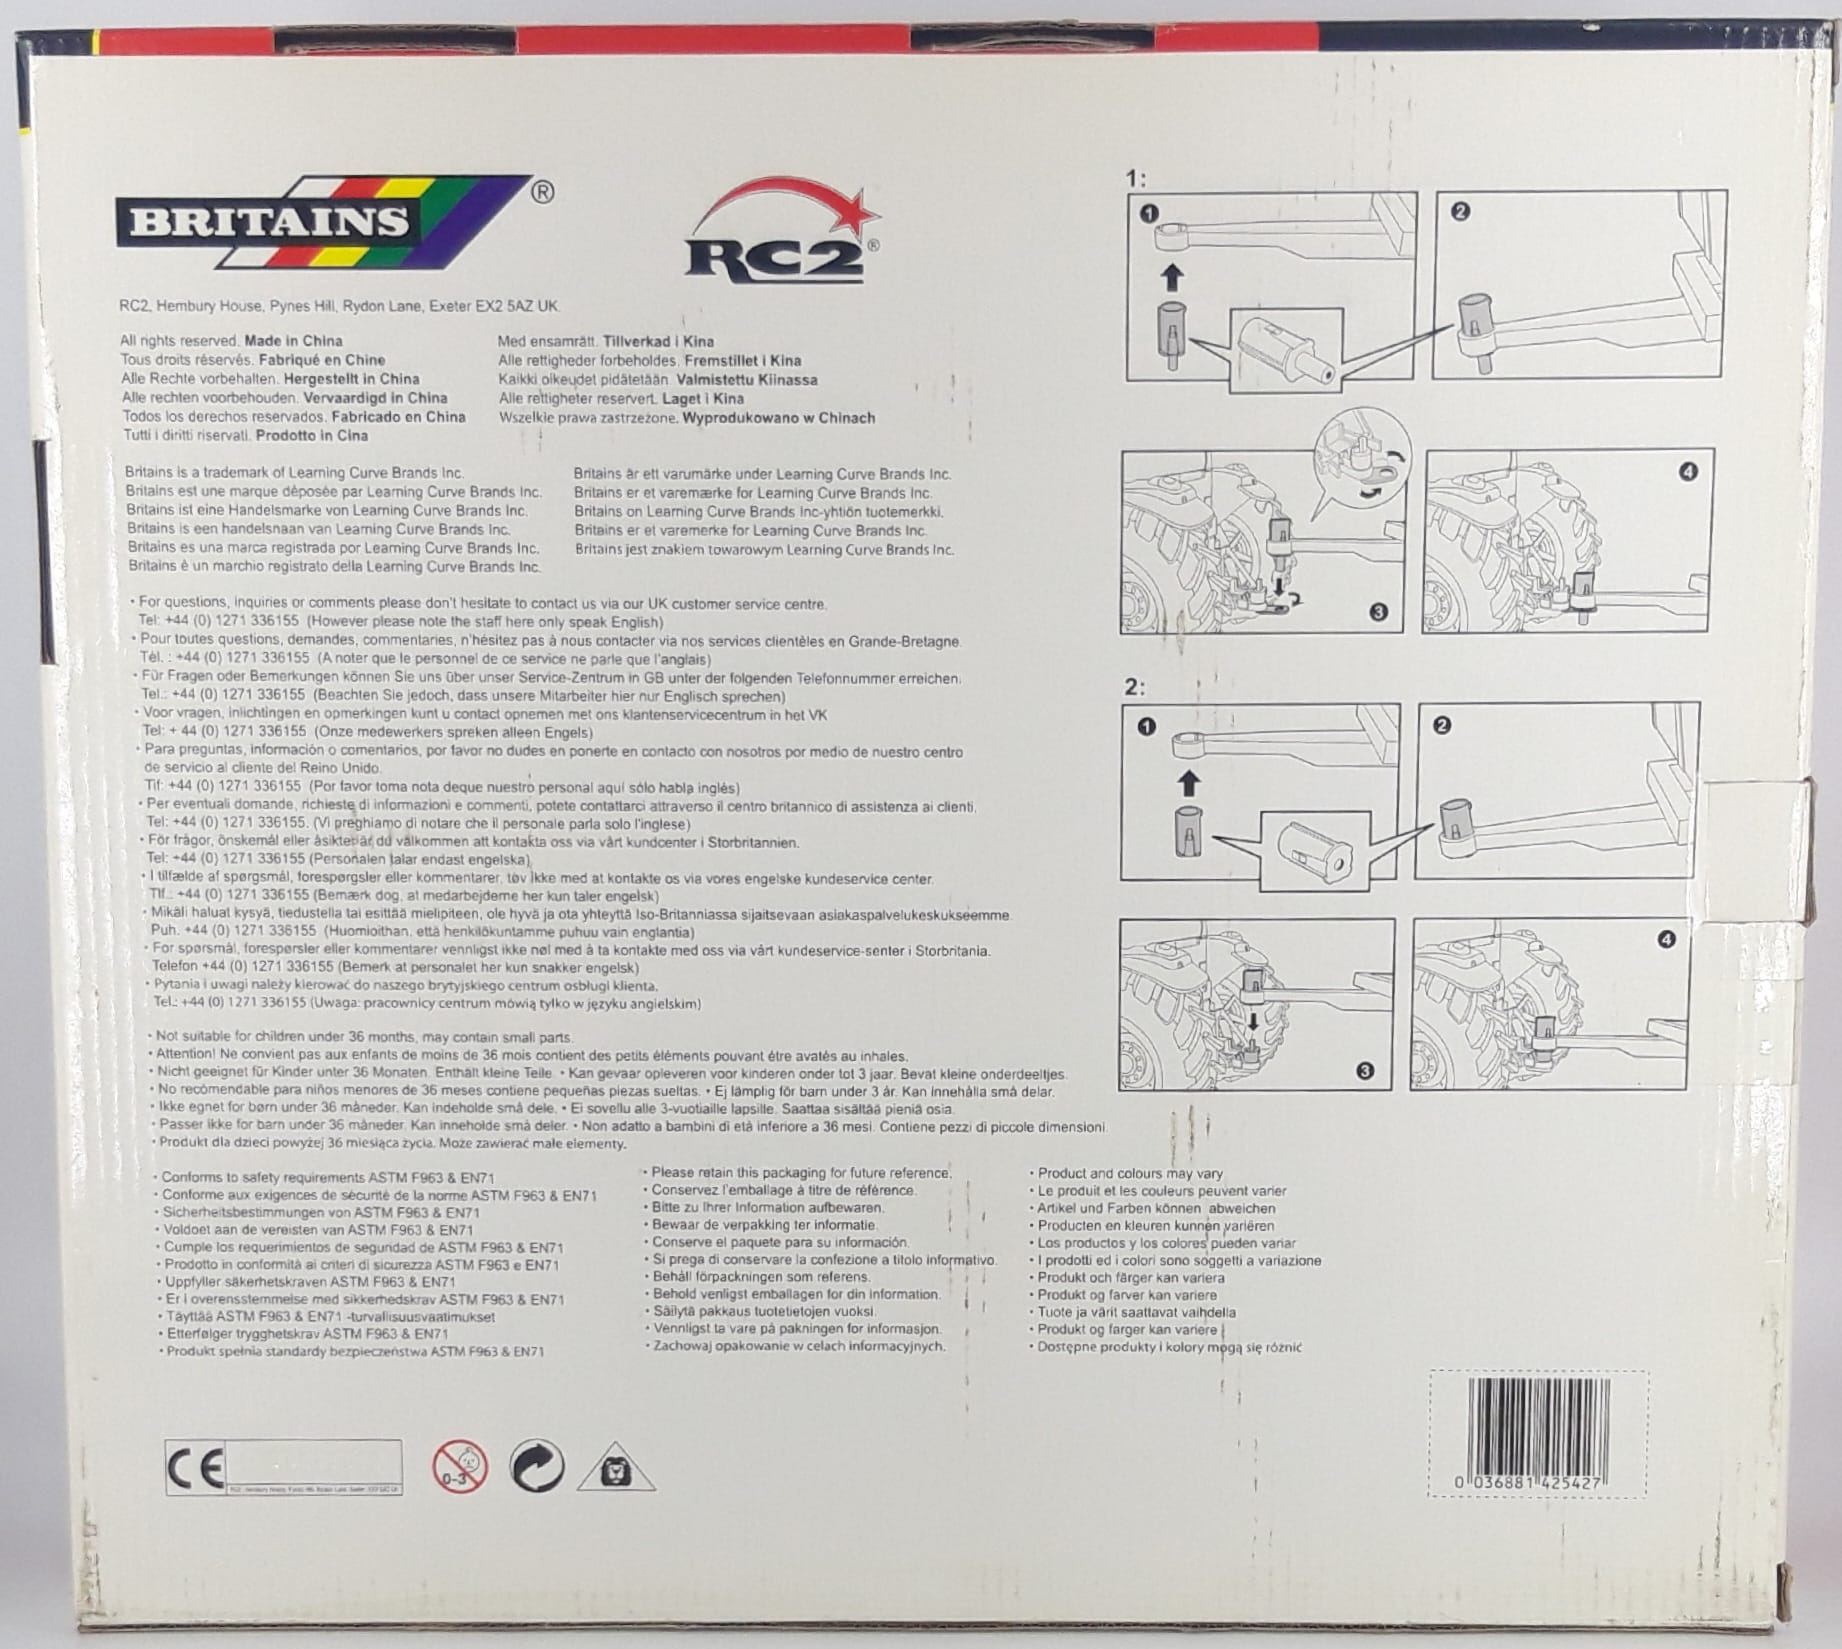 BRITAINS ®
RC2 ®
RC2, Hembury House, Pynes Hill, Rydon Lane, Exeter EX2 5AZ UK
All rights reserved. Made in China
Tous droits réservés. Fabriqué en Chine
Alle Rechte vorbehalten. Hergestellt in China
Alle rechten voorbehouden. Vervaardigd in China
Todos los derechos reservados. Fabricado en China
Tutti i diritti riservati. Prodotto in Cina
Med ensamrätt. Tillverkad i Kina
Alle rettigheder forbeholdes. Fremstillet i Kina
Kaikki oikeudet pidätetään. Valmistettu Kiinassa
Alle rettigheter reservert. Laget i Kina
Wszelkie prawa zastrzeżone. Wyprodukowano w Chinach
Britains is a trademark of Learning Curve Brands Inc.
Britains est une marque déposée par Learning Curve Brands Inc.
Britains ist eine Handelsmarke von Learning Curve Brands Inc.
Britains is een handelsnaan van Learning Curve Brands Inc.
Britains es una marca registrada por Learning Curve Brands Inc.
Britains è un marchio registrato della Learning Curve Brands Inc.
Britains är ett varumärke under Learning Curve Brands Inc.
Britains er et varemærke for Learning Curve Brands Inc.
Britains on Learning Curve Brands Inc-yhtiön tuotemerkki.
Britains er et varemerke for Learning Curve Brands Inc.
Britains jest znakiem towarowym Learning Curve Brands Inc.
• For questions, inquiries or comments please don't hesitate to contact us via our UK customer service centre.
Tel: +44 (0) 1271 336155 (However please note the staff here only speak English)
• Pour toutes questions, demandes, commentaries, n'hésitez pas à nous contacter via nos services clientèles en Grande-Bretagne.
Tél. : +44 (0) 1271 336155 (A noter que le personnel de ce service ne parle que l'anglais)
• Für Fragen oder Bemerkungen können Sie uns über unser Service-Zentrum in GB unter der folgenden Telefonnummer erreichen.
Tel.: +44 (0) 1271 336155 (Beachten Sie jedoch, dass unsere Mitarbeiter hier nur Englisch sprechen)
• Voor vragen, inlichtingen en opmerkingen kunt u contact opnemen met ons klantenservicecentrum in het VK
Tel: + 44 (0) 1271 336155 (Onze medewerkers spreken alleen Engels)
• Para preguntas, información o comentarios, por favor no dudes en ponerte en contacto con nosotros por medio de nuestro centro
de servicio al cliente del Reino Unido.
Tlf: +44 (0) 1271 336155 (Por favor toma nota deque nuestro personal aquí sólo habla inglés)
• Per eventuali domande, richieste di informazioni e commenti, potete contattarci attraverso il centro britannico di assistenza ai clienti.
Tel: +44 (0) 1271 336155. (Vi preghiamo di notare che il personale parla solo l'inglese)
• För frågor, önskemål eller åsikter är du välkommen att kontakta oss via vårt kundcenter i Storbritannien.
Tel: +44 (0) 1271 336155 (Personalen talar endast engelska)
• I tilfælde af spørgsmål, forespørgsler eller kommentarer, tøv ikke med at kontakte os via vores engelske kundeservice center.
Tlf.: +44 (0) 1271 336155 (Bemærk dog, at medarbejderne her kun taler engelsk)
• Mikäli haluat kysyä, tiedustella tai esittää mielipiteen, ole hyvä ja ota yhteyttä Iso-Britanniassa sijaitsevaan asiakaspalvelukeskukseemme.
Puh. +44 (0) 1271 336155 (Huomioithan, että henkilökuntamme puhuu vain englantia)
• For spørsmål, forespørsler eller kommentarer vennligst ikke nøl med å ta kontakte med oss via vårt kundeservice-senter i Storbritania.
Telefon +44 (0) 1271 336155 (Bemerk at personalet her kun snakker engelsk)
• Pytania i uwagi należy kierować do naszego brytyjskiego centrum osbługi klienta.
Tel.: +44 (0) 1271 336155 (Uwaga: pracownicy centrum mówią tylko w języku angielskim)
• Not suitable for children under 36 months, may contain small parts.
• Attention! Ne convient pas aux enfants de moins de 36 mois contient des petits éléments pouvant être avalés au inhales.
• Nicht geeignet für Kinder unter 36 Monaten. Enthält kleine Teile. • Kan gevaar opleveren voor kinderen onder tot 3 jaar. Bevat kleine onderdeeltjes.
• No recomendable para niños menores de 36 meses contiene pequeñas piezas sueltas. • Ej lämplig för barn under 3 år. Kan innehålla små delar.
• Ikke egnet for børn under 36 måneder. Kan indeholde små dele. • Ei sovellu alle 3-vuotiaille lapsille. Saattaa sisältää pieniä osia.
• Passer ikke for barn under 36 måneder. Kan inneholde små deler. • Non adatto a bambini di età inferiore a 36 mesi. Contiene pezzi di piccole dimensioni.
• Produkt dla dzieci powyżej 36 miesiąca życia. Może zawierać małe elementy.
• Conforms to safety requirements ASTM F963 & EN71
• Conforme aux exigences de sécurité de la norme ASTM F963 & EN71
• Sicherheitsbestimmungen von ASTM F963 & EN71
• Voldoet aan de vereisten van ASTM F963 & EN71
• Cumple los requerimientos de seguridad de ASTM F963 & EN71
• Prodotto in conformità ai criteri di sicurezza ASTM F963 e EN71
• Uppfyller säkerhetskraven ASTM F963 & EN71
• Er i overensstemmelse med sikkerhedskrav ASTM F963 & EN71
• Täyttää ASTM F963 & EN71 -turvallisuusvaatimukset
• Etterfølger trygghetskrav ASTM F963 & EN71
• Produkt spełnia standardy bezpieczeństwa ASTM F963 & EN71
• Please retain this packaging for future reference.
• Conservez l'emballage à titre de référence.
• Bitte zu Ihrer Information aufbewaren.
• Bewaar de verpakking ter informatie.
• Conserve el paquete para su información.
• Si prega di conservare la confezione a titolo informativo.
• Behåll förpackningen som referens.
• Behold venligst emballagen for din information.
• Säilytä pakkaus tuotetietojen vuoksi.
• Vennligst ta vare på pakningen for informasjon.
• Zachowaj opakowanie w celach informacyjnych.
• Product and colours may vary
• Le produit et les couleurs peuvent varier
• Artikel und Farben können abweichen
• Producten en kleuren kunnen variëren
• Los productos y los colores pueden variar
• I prodotti ed i colori sono soggetti a variazione
• Produkt och färger kan variera
• Produkt og farver kan variere
• Tuote ja värit saattavat vaihdella
• Produkt og farger kan variere
• Dostępne produkty i kolory mogą się różnić
CE
0-3
1:
1
2
3
4
2:
1
2
3
4
0 036881 425427